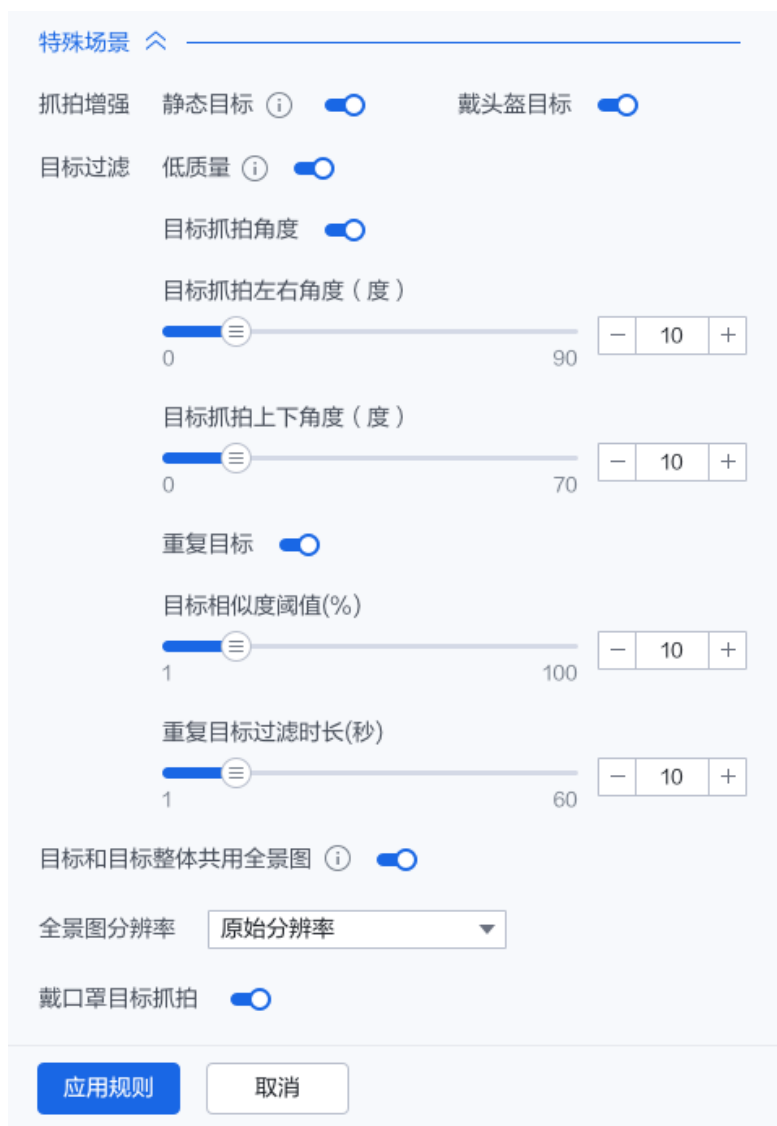 特殊场景
抓拍增强 静态目标 戴头盔目标
目标过滤 低质量
目标抓拍角度
目标抓拍左右角度（度）
10
0 90
目标抓拍上下角度（度）
10
0 70
重复目标
目标相似度阈值(%)
10
1 100
重复目标过滤时长(秒)
10
1 60
目标和目标整体共用全景图
全景图分辨率 原始分辨率
戴口罩目标抓拍
应用规则 取消